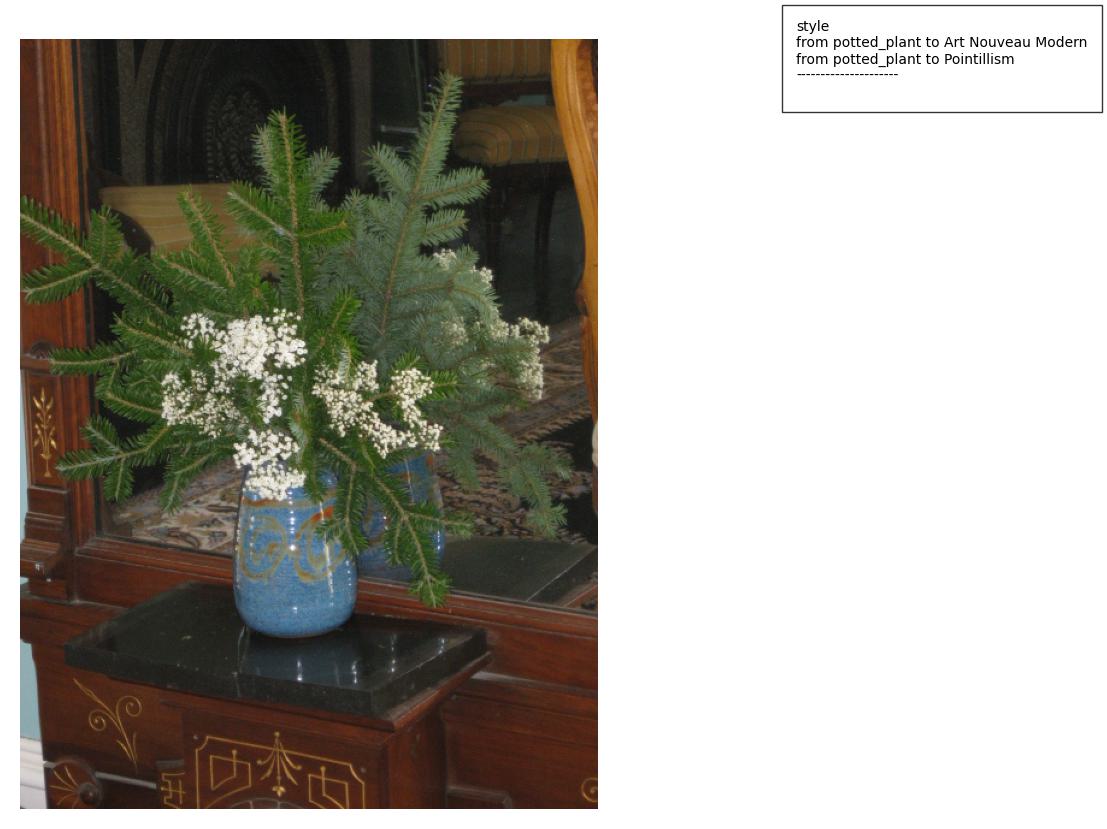 style
from potted_plant to Art Nouveau Modern
from potted_plant to Pointillism
---------------------